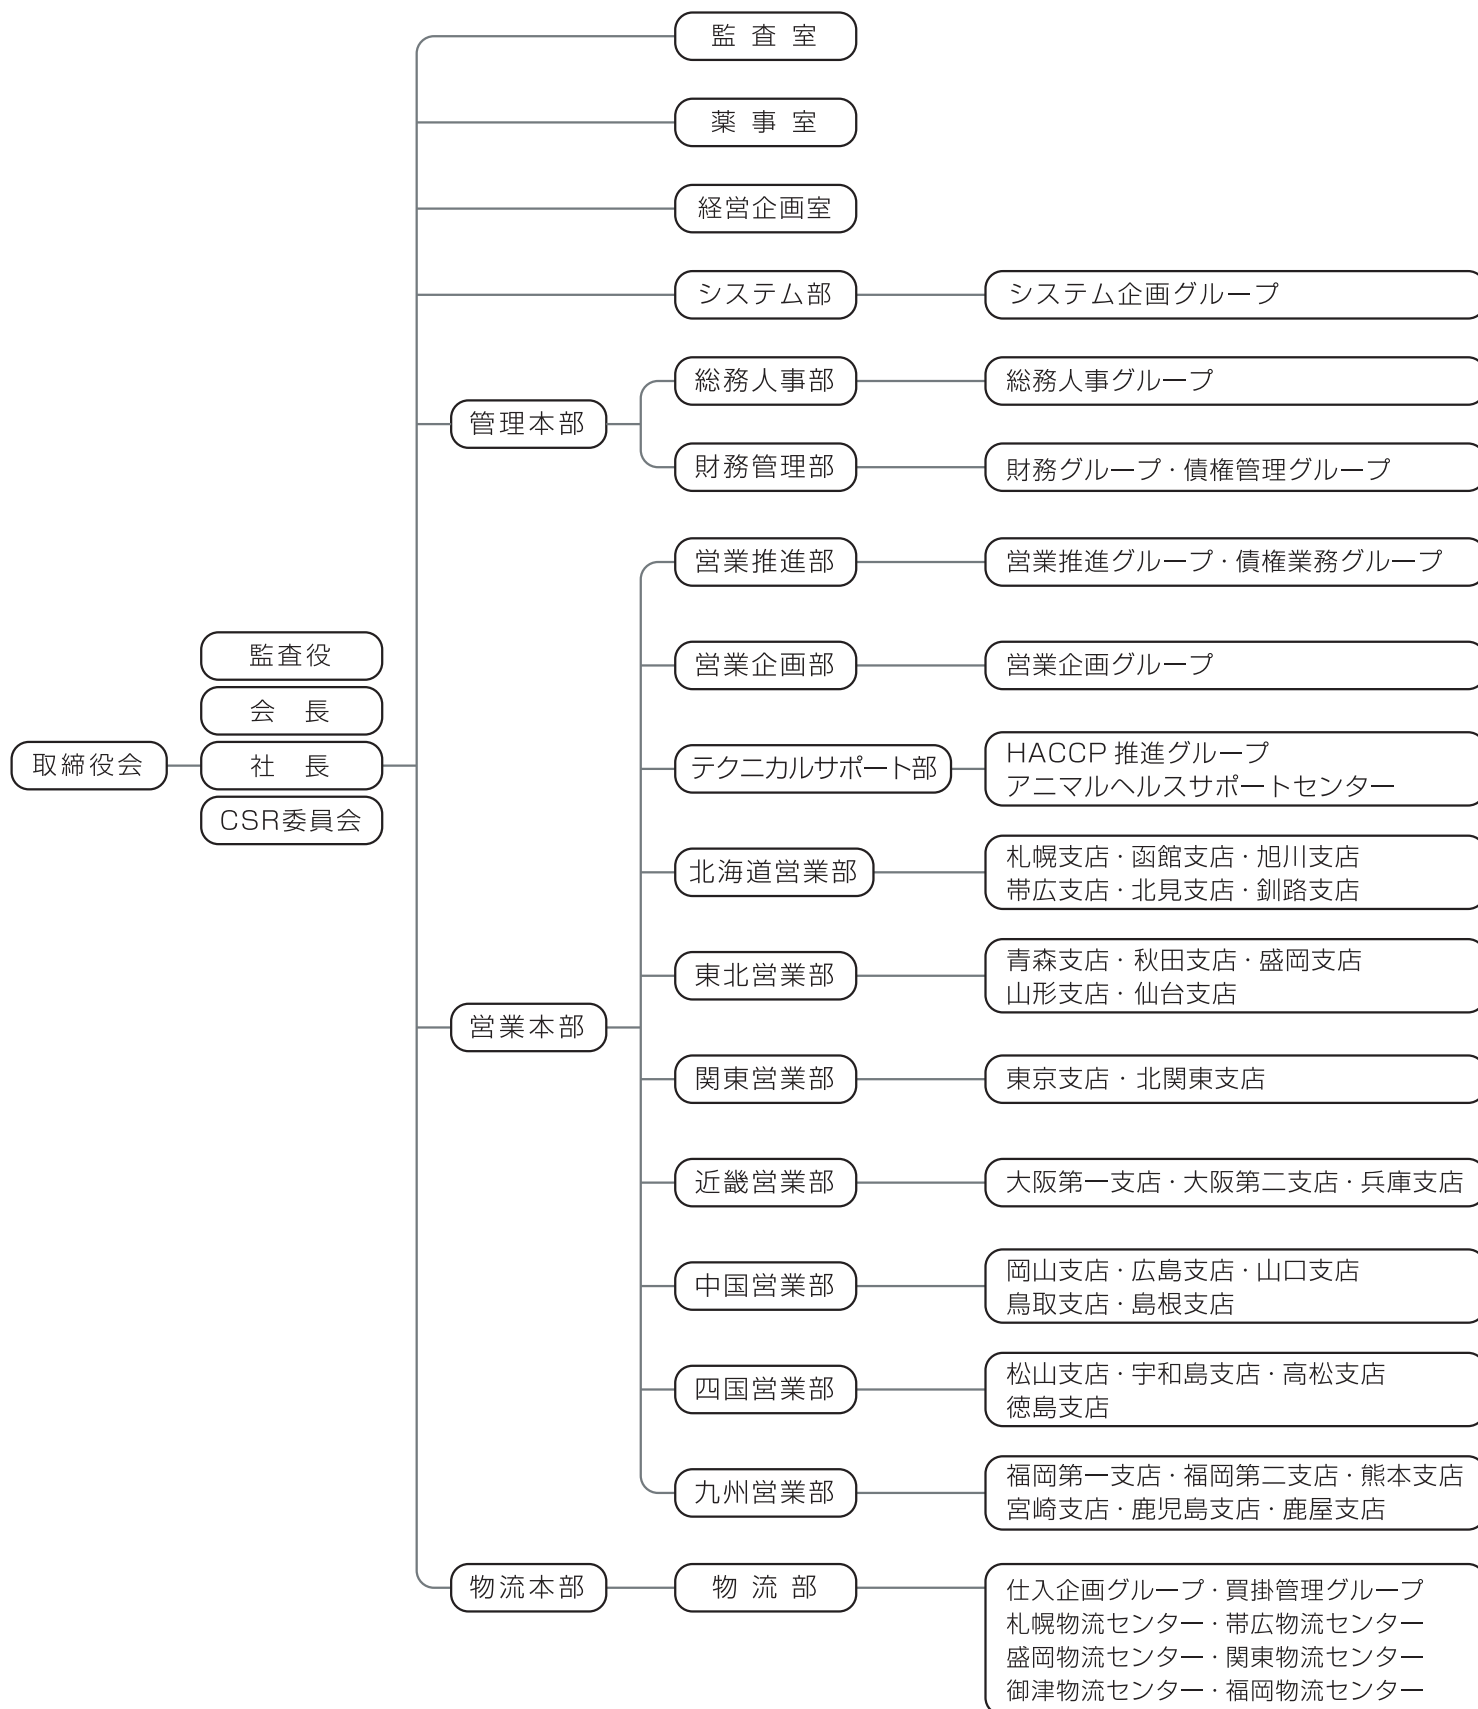 監 査 室
薬 事 室
経営企画室
システム部
システム企画グループ
総務人事部
総務人事グループ
管理本部
財務管理部
財務グループ・債権管理グループ
営業推進部
営業推進グループ・債権業務グループ
監査役
営業企画部
営業企画グループ
会　長
取締役会
社　長
テクニカルサポート部
HACCP 推進グループ
アニマルヘルスサポートセンター
CSR委員会
北海道営業部
札幌支店・函館支店・旭川支店
帯広支店・北見支店・釧路支店
東北営業部
青森支店・秋田支店・盛岡支店
山形支店・仙台支店
営業本部
関東営業部
東京支店・北関東支店
近畿営業部
大阪第一支店・大阪第二支店・兵庫支店
中国営業部
岡山支店・広島支店・山口支店
鳥取支店・島根支店
四国営業部
松山支店・宇和島支店・高松支店
徳島支店
九州営業部
福岡第一支店・福岡第二支店・熊本支店
宮崎支店・鹿児島支店・鹿屋支店
物流本部
物 流 部
仕入企画グループ・買掛管理グループ
札幌物流センター・帯広物流センター
盛岡物流センター・関東物流センター
御津物流センター・福岡物流センター